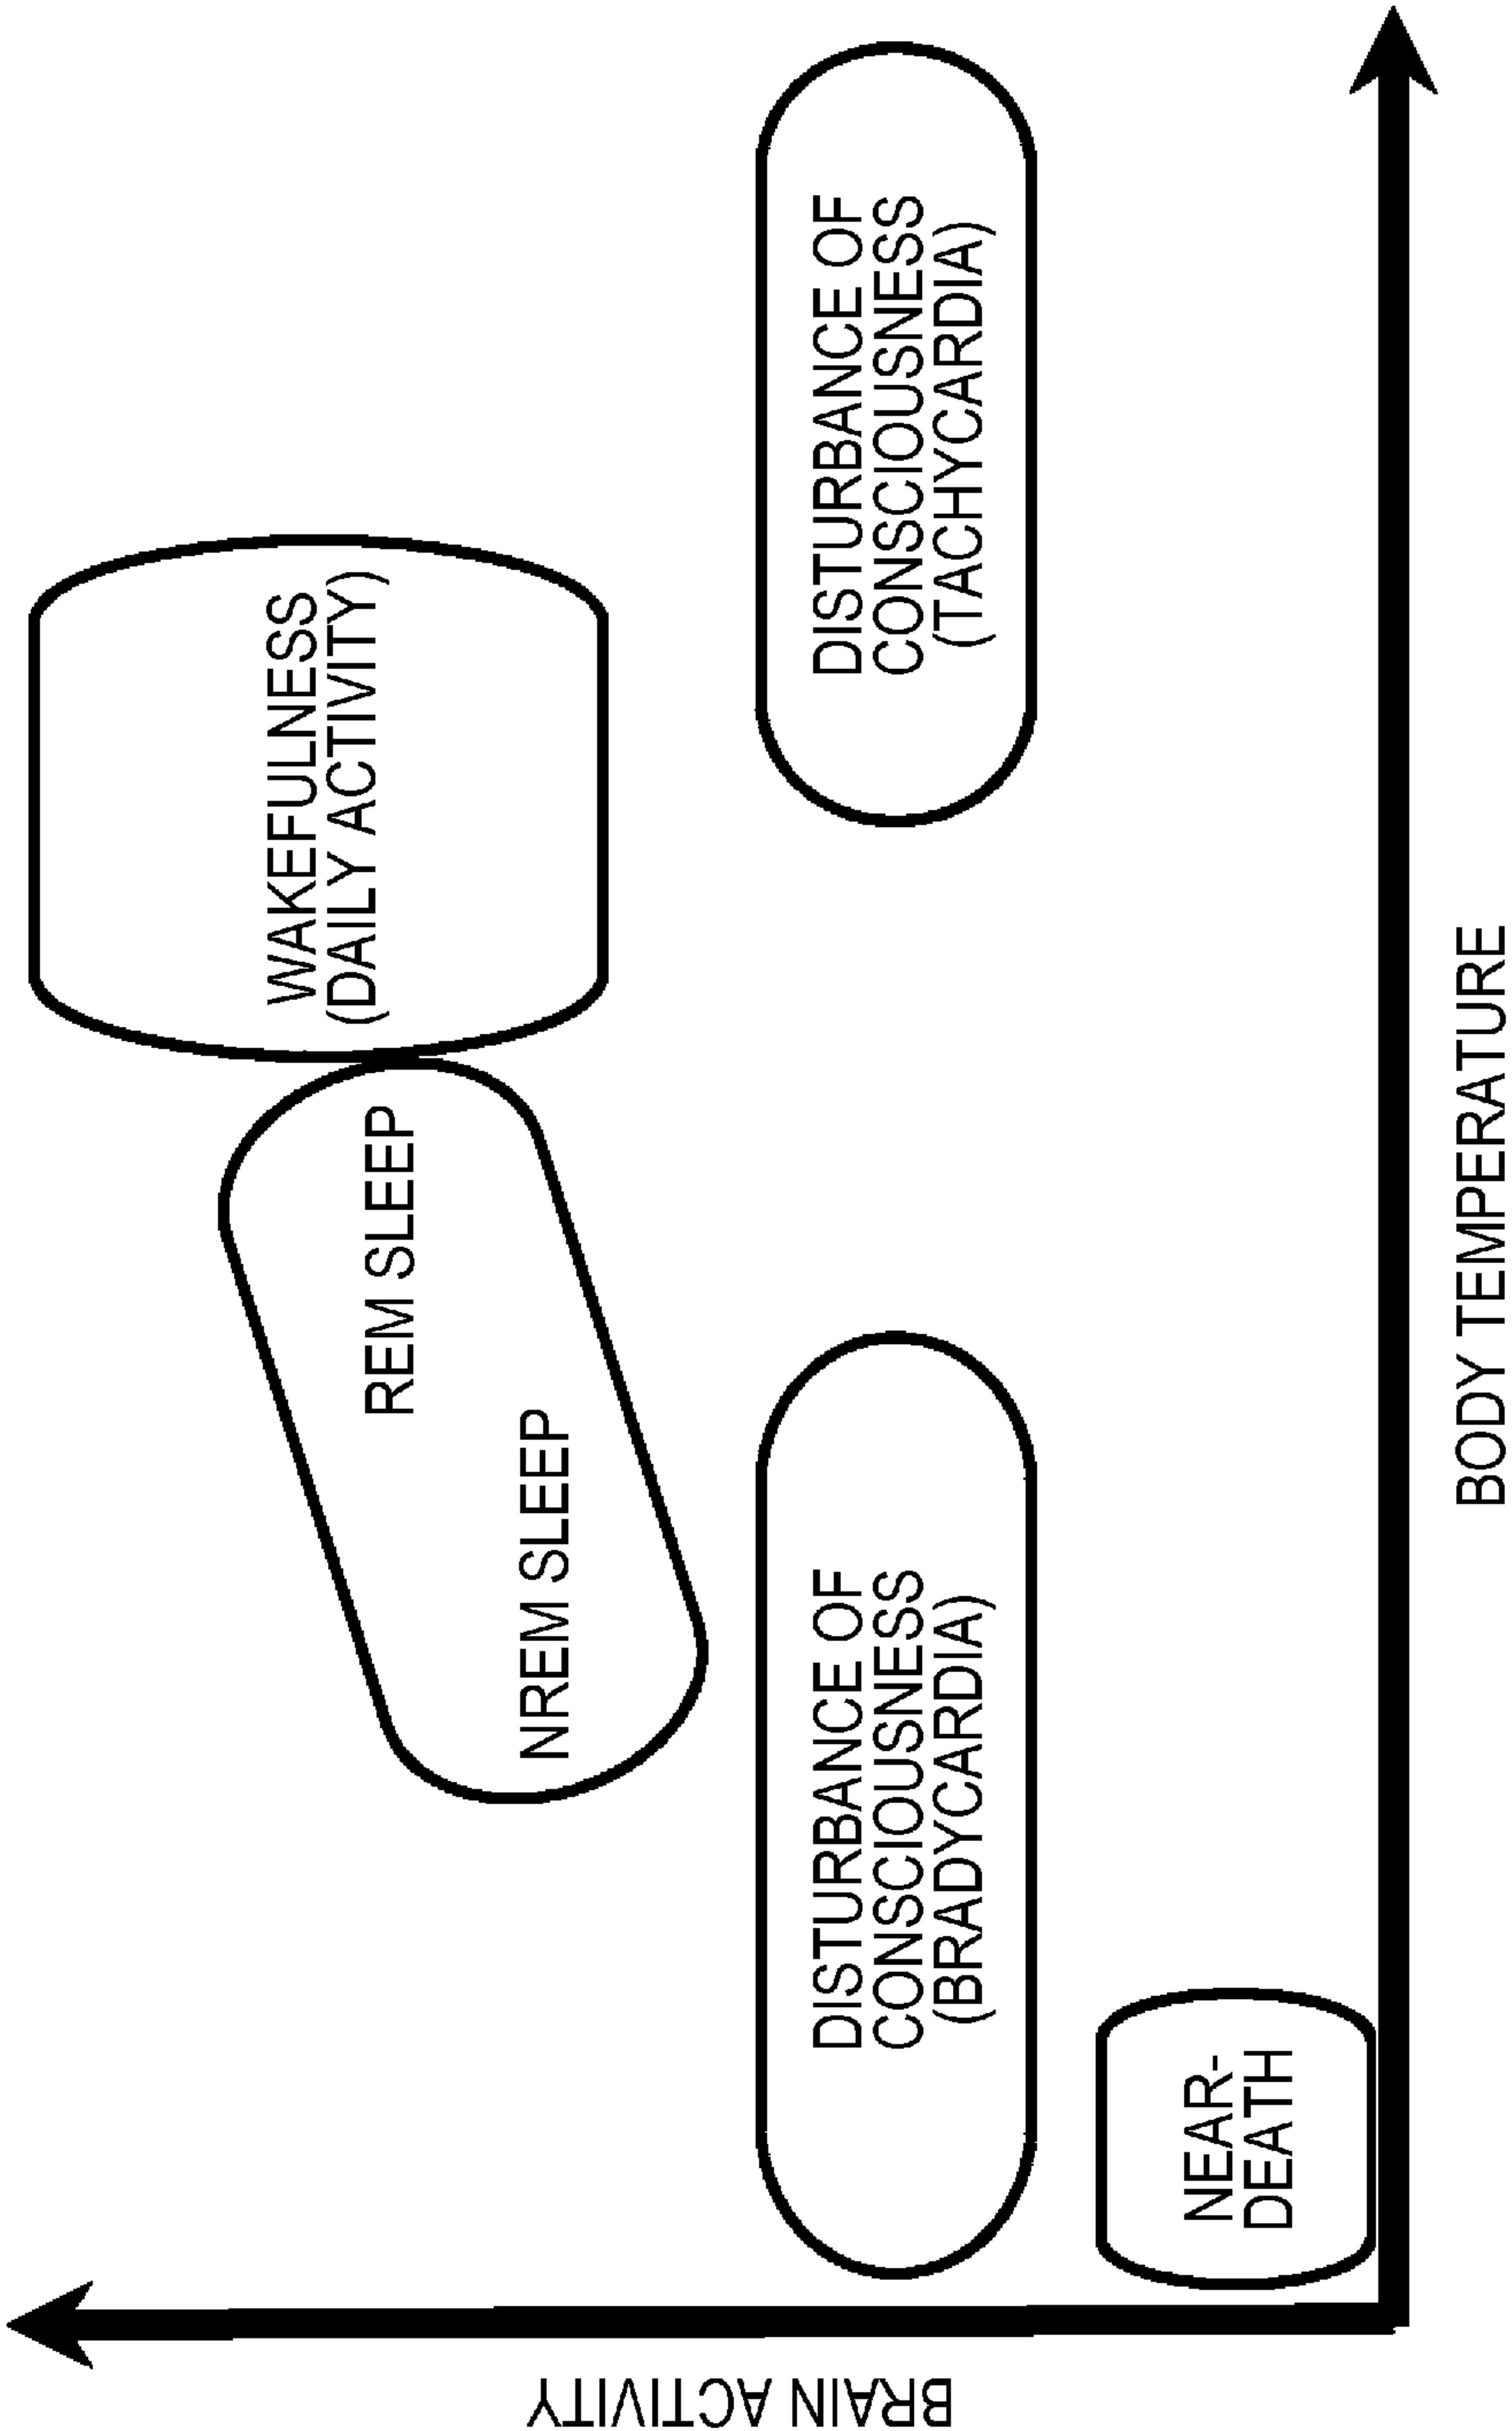 BRAIN ACTIVITY
WAKEFULNESS
(DAILY ACTIVITY)
REM SLEEP
NREM SLEEP
DISTURBANCE OF
CONSCIOUSNESS
(BRADYCARDIA)
DISTURBANCE OF
CONSCIOUSNESS
(TACHYCARDIA)
NEAR-
DEATH
BODY TEMPERATURE